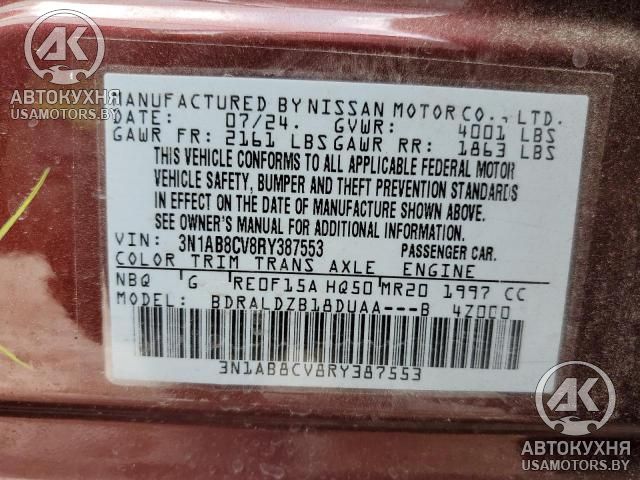 AK
АВТОКУХНЯ
USAMOTORS.BY
MANUFACTURED BY NISSAN MOTOR CO., LTD.
DATE: 07/24. GVWR: 4001 LBS
GAWR FR: 2161 LBS GAWR RR: 1863 LBS
THIS VEHICLE CONFORMS TO ALL APPLICABLE FEDERAL MOTOR
VEHICLE SAFETY, BUMPER AND THEFT PREVENTION STANDARDS
IN EFFECT ON THE DATE OF MANUFACTURE SHOWN ABOVE.
SEE OWNER'S MANUAL FOR ADDITIONAL INFORMATION.
VIN: 3N1AB8CV8RY387553 PASSENGER CAR.
COLOR TRIM TRANS AXLE ENGINE
NBQ G RE0F15A HQ50 MR20 1997 CC
MODEL: BDRALDZB18DUAA---B 4Z000
3N1AB8CV8RY387553
AK
АВТОКУХНЯ
USAMOTORS.BY